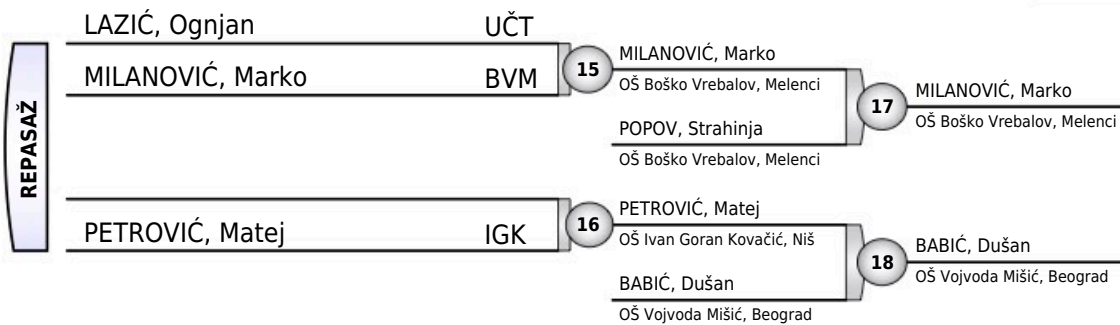 REPASAŽ
LAZIĆ, Ognjan UČT
MILANOVIĆ, Marko BVM
15
MILANOVIĆ, Marko
OŠ Boško Vrebalov, Melenci
POPOV, Strahinja
OŠ Boško Vrebalov, Melenci
17
MILANOVIĆ, Marko
OŠ Boško Vrebalov, Melenci
PETROVIĆ, Matej IGK
16
PETROVIĆ, Matej
OŠ Ivan Goran Kovačić, Niš
BABIĆ, Dušan
OŠ Vojvoda Mišić, Beograd
18
BABIĆ, Dušan
OŠ Vojvoda Mišić, Beograd